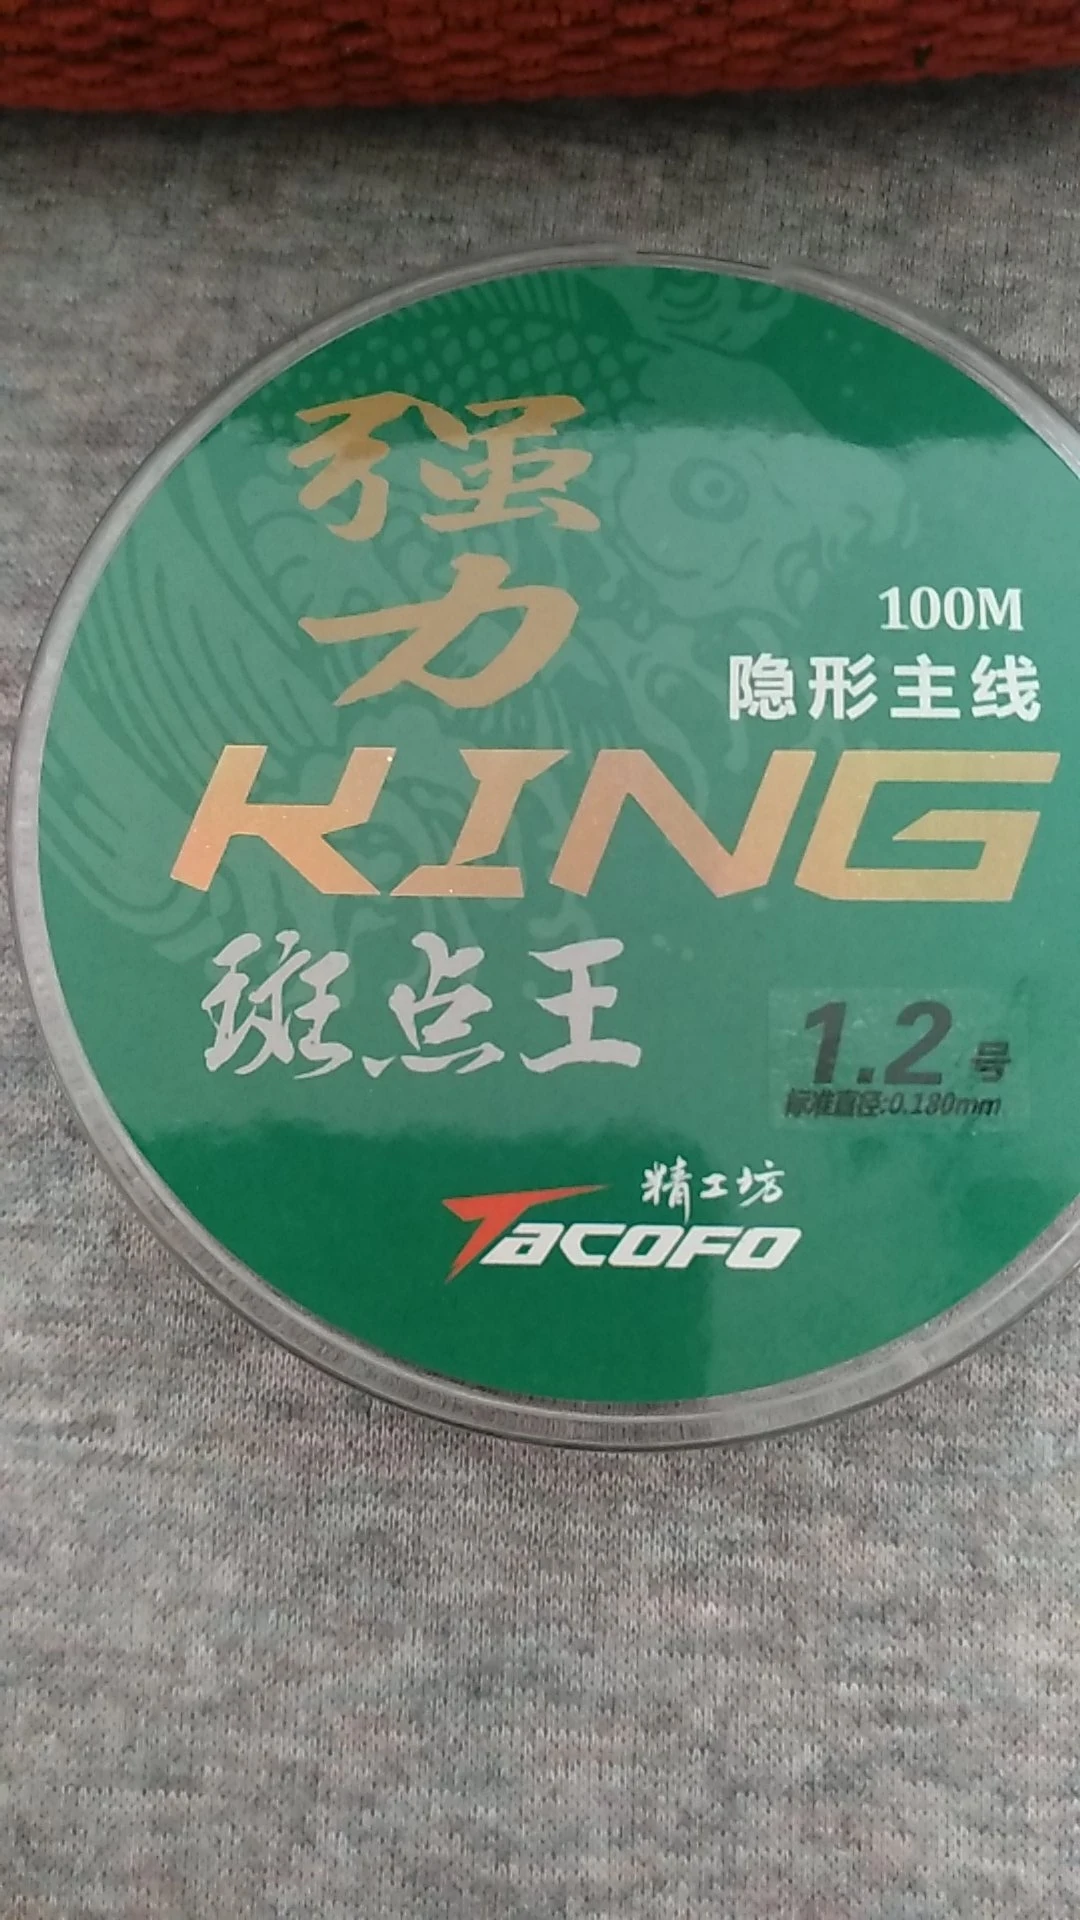 强
力
100M
隐形主线
KING
斑点王
1.2号
标准直径:0.180mm
精工坊
TACOFO